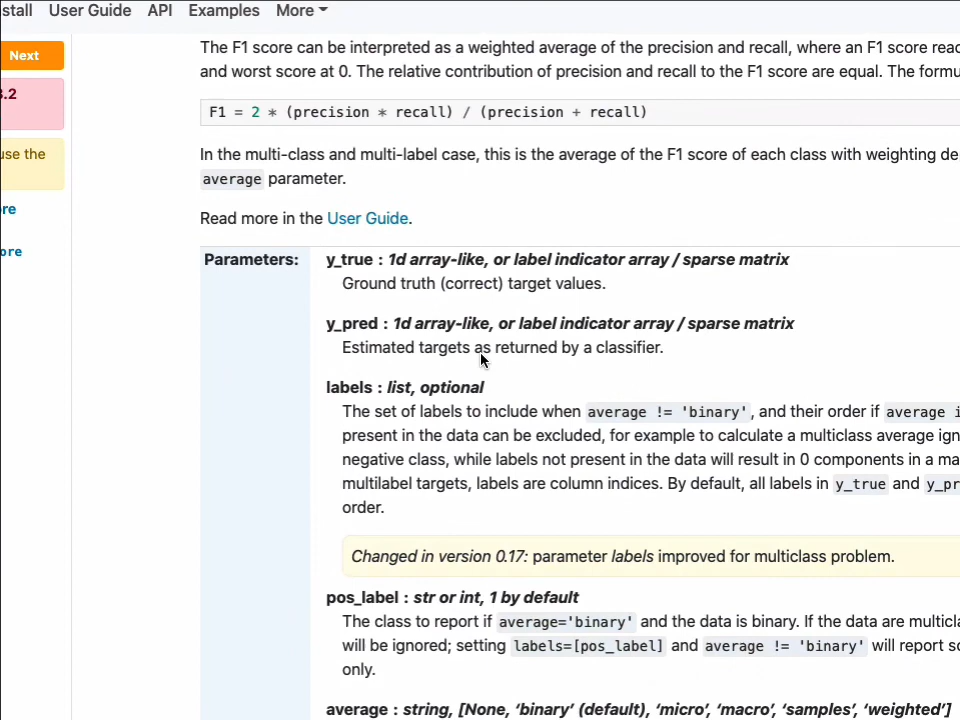 stall User Guide API Examples More
Next
3.2
use the
re
ore
The F1 score can be interpreted as a weighted average of the precision and recall, where an F1 score reac
and worst score at 0. The relative contribution of precision and recall to the F1 score are equal. The formu
F1 = 2 * (precision * recall) / (precision + recall)
In the multi-class and multi-label case, this is the average of the F1 score of each class with weighting de
average parameter.
Read more in the User Guide.
Parameters:
y_true : 1d array-like, or label indicator array / sparse matrix
Ground truth (correct) target values.
y_pred : 1d array-like, or label indicator array / sparse matrix
Estimated targets as returned by a classifier.
labels : list, optional
The set of labels to include when average != 'binary', and their order if average i
present in the data can be excluded, for example to calculate a multiclass average ign
negative class, while labels not present in the data will result in 0 components in a ma
multilabel targets, labels are column indices. By default, all labels in y_true and y_pr
order.
Changed in version 0.17: parameter labels improved for multiclass problem.
pos_label : str or int, 1 by default
The class to report if average='binary' and the data is binary. If the data are multicla
will be ignored; setting labels=[pos_label] and average != 'binary' will report sc
only.
average : string, [None, ‘binary’ (default), ‘micro’, ‘macro’, ‘samples’, ‘weighted’]